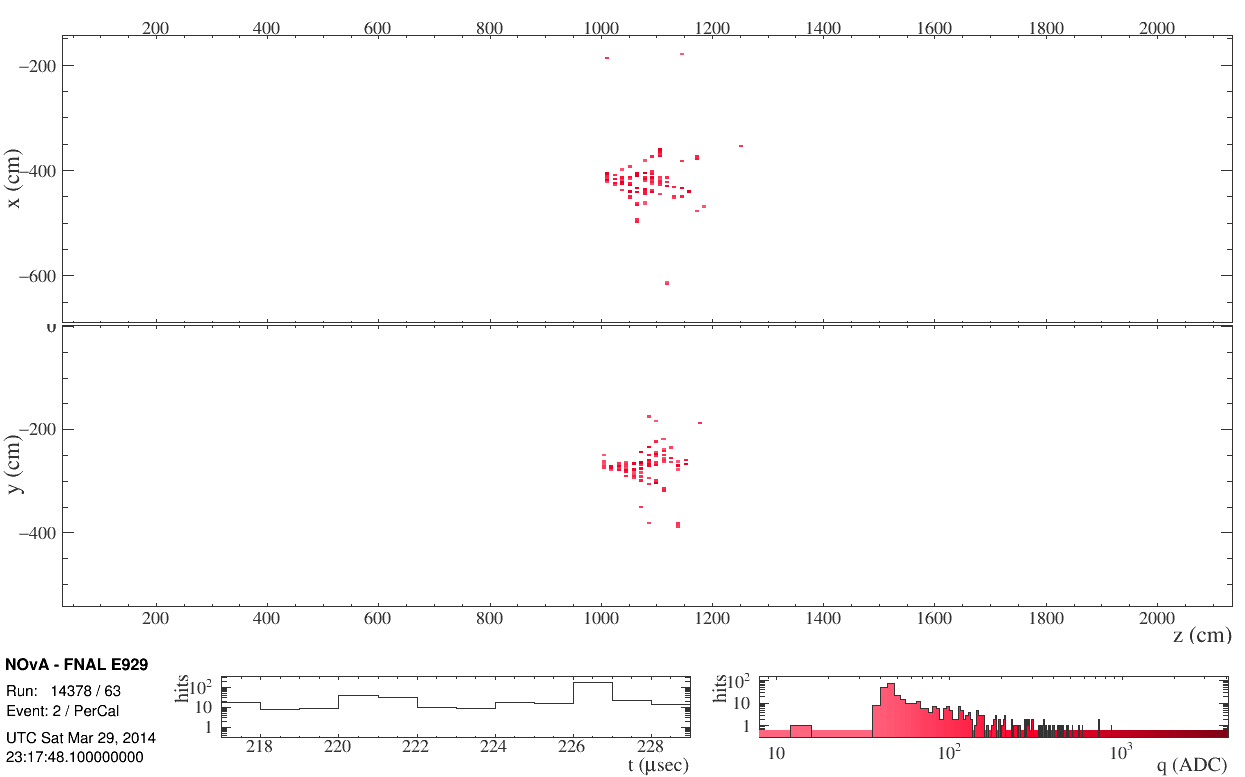 200 400 600 800 1000 1200 1400 1600 1800 2000
−200
−400
−600
x (cm)
0
−200
−400
y (cm)
200 400 600 800 1000 1200 1400 1600 1800 2000
z (cm)
NOvA - FNAL E929
Run: 14378 / 63
Event: 2 / PerCal
UTC Sat Mar 29, 2014
23:17:48.100000000
hits
10²
10
1
218 220 222 224 226 228
t (μsec)
hits
10²
10
1
10 10² 10³
q (ADC)